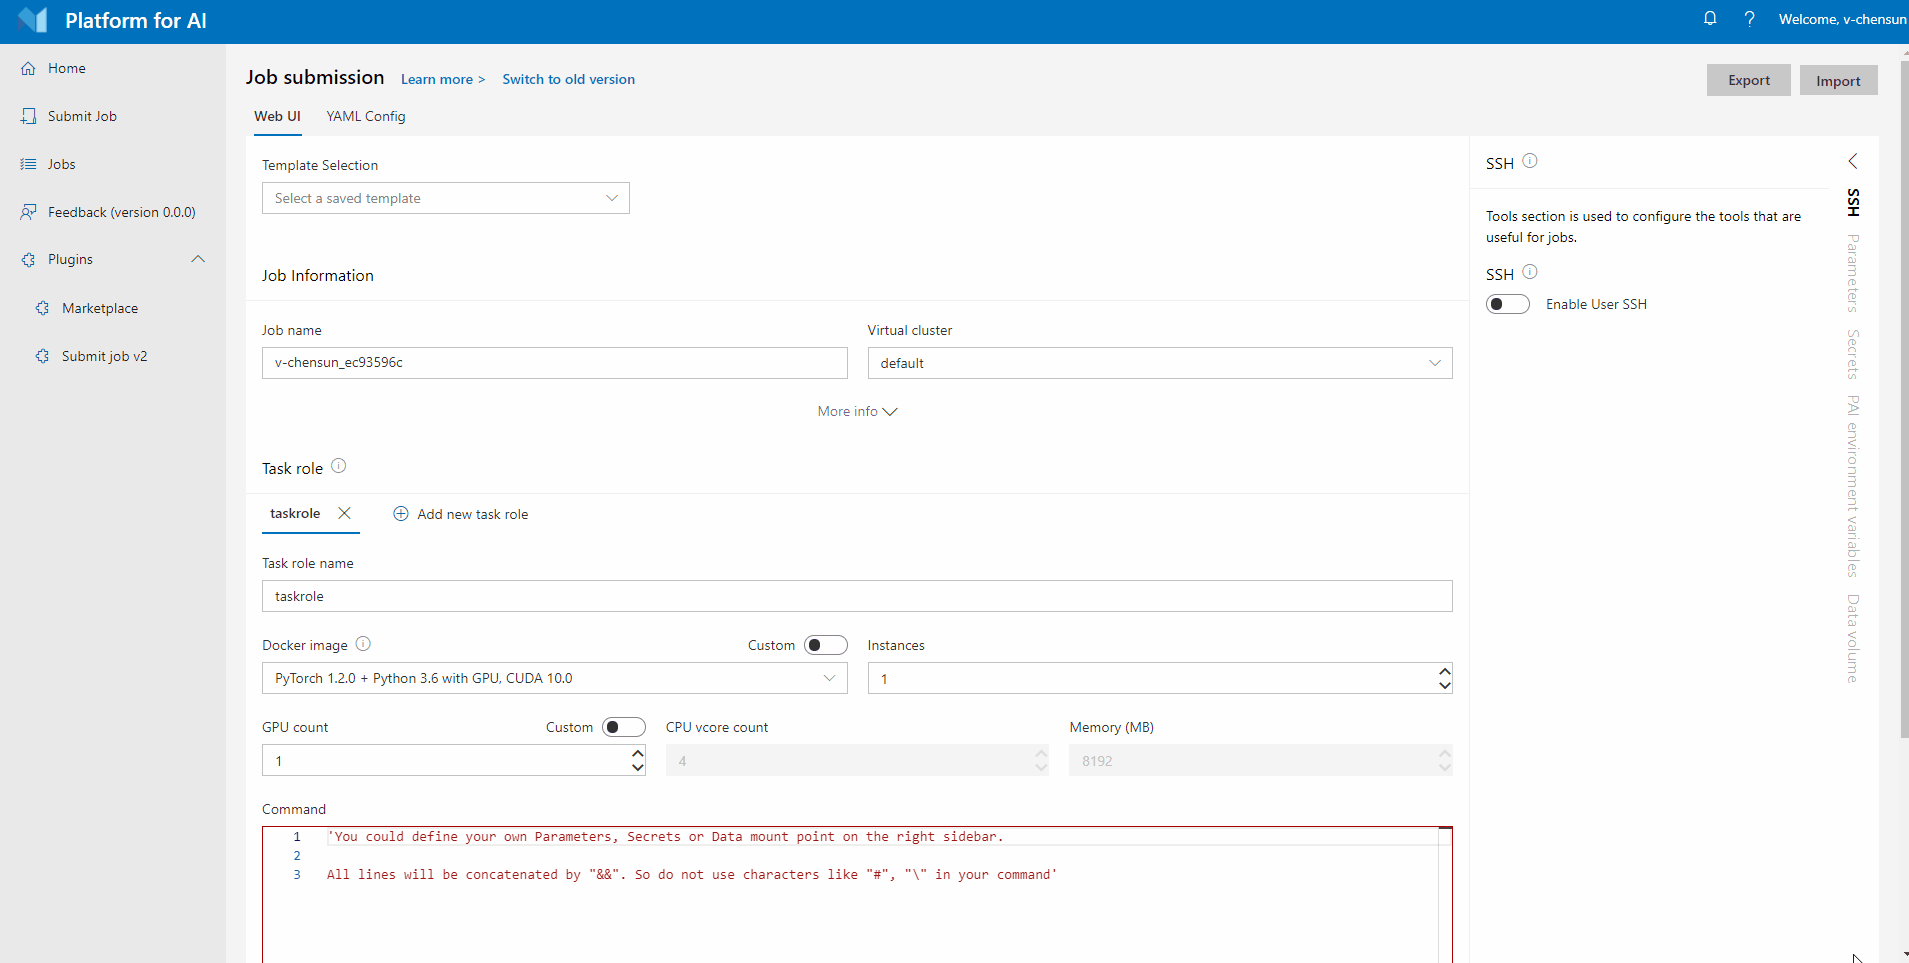 Platform for AI
Welcome, v-chensun
Home
Submit Job
Jobs
Feedback (version 0.0.0)
Plugins
Marketplace
Submit job v2
Job submission
Learn more >
Switch to old version
Export
Import
Web UI
YAML Config
Template Selection
Select a saved template
Job Information
Job name
Virtual cluster
v-chensun_ec93596c
default
More info
Task role
taskrole
Add new task role
Task role name
taskrole
Docker image
Custom
Instances
PyTorch 1.2.0 + Python 3.6 with GPU, CUDA 10.0
1
GPU count
Custom
CPU vcore count
Memory (MB)
1
4
8192
Command
1 'You could define your own Parameters, Secrets or Data mount point on the right sidebar.
2
3 All lines will be concatenated by "&&". So do not use characters like "#", "\" in your command'
SSH
Tools section is used to configure the tools that are
useful for jobs.
SSH
Enable User SSH
SSH
Parameters
Secrets
PAI environment variables
Data volume